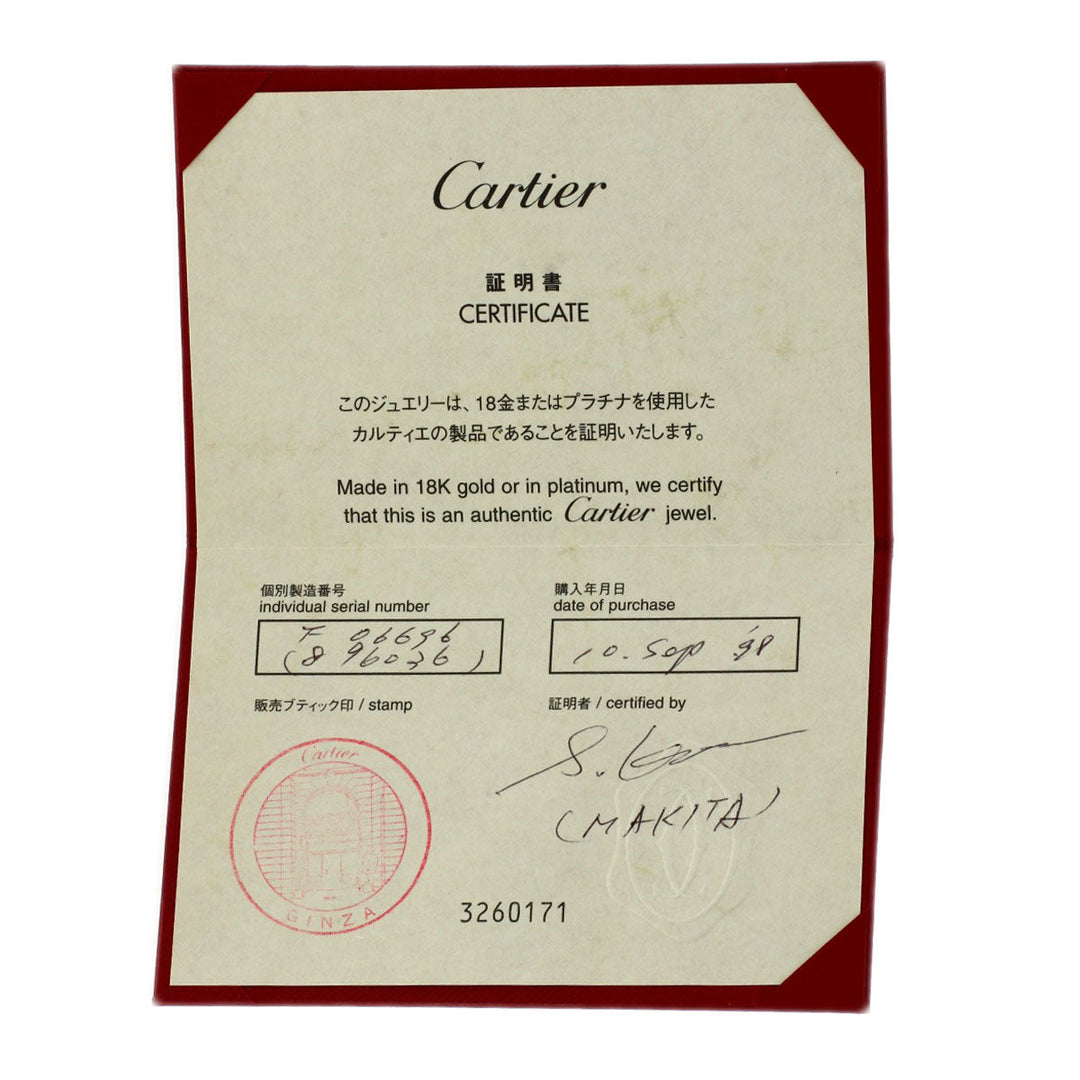 Cartier
証明書
CERTIFICATE
このジュエリーは、18金またはプラチナを使用した
カルティエの製品であることを証明いたします。
Made in 18K gold or in platinum, we certify
that this is an authentic Cartier jewel.
個別製造番号
individual serial number
F 06696
(896036)
購入年月日
date of purchase
10. Sep '98
販売ブティック印 / stamp
証明者 / certified by
Cartier
GINZA
S.
(MAKITA)
3260171